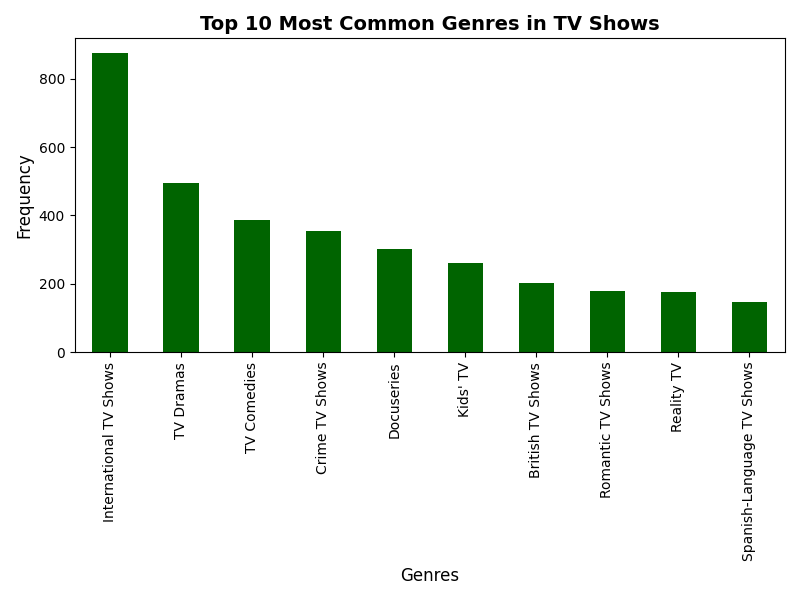 Top 10 Most Common Genres in TV Shows
Frequency
800
600
400
200
0
International TV Shows
TV Dramas
TV Comedies
Crime TV Shows
Docuseries
Kids' TV
British TV Shows
Romantic TV Shows
Reality TV
Spanish-Language TV Shows
Genres